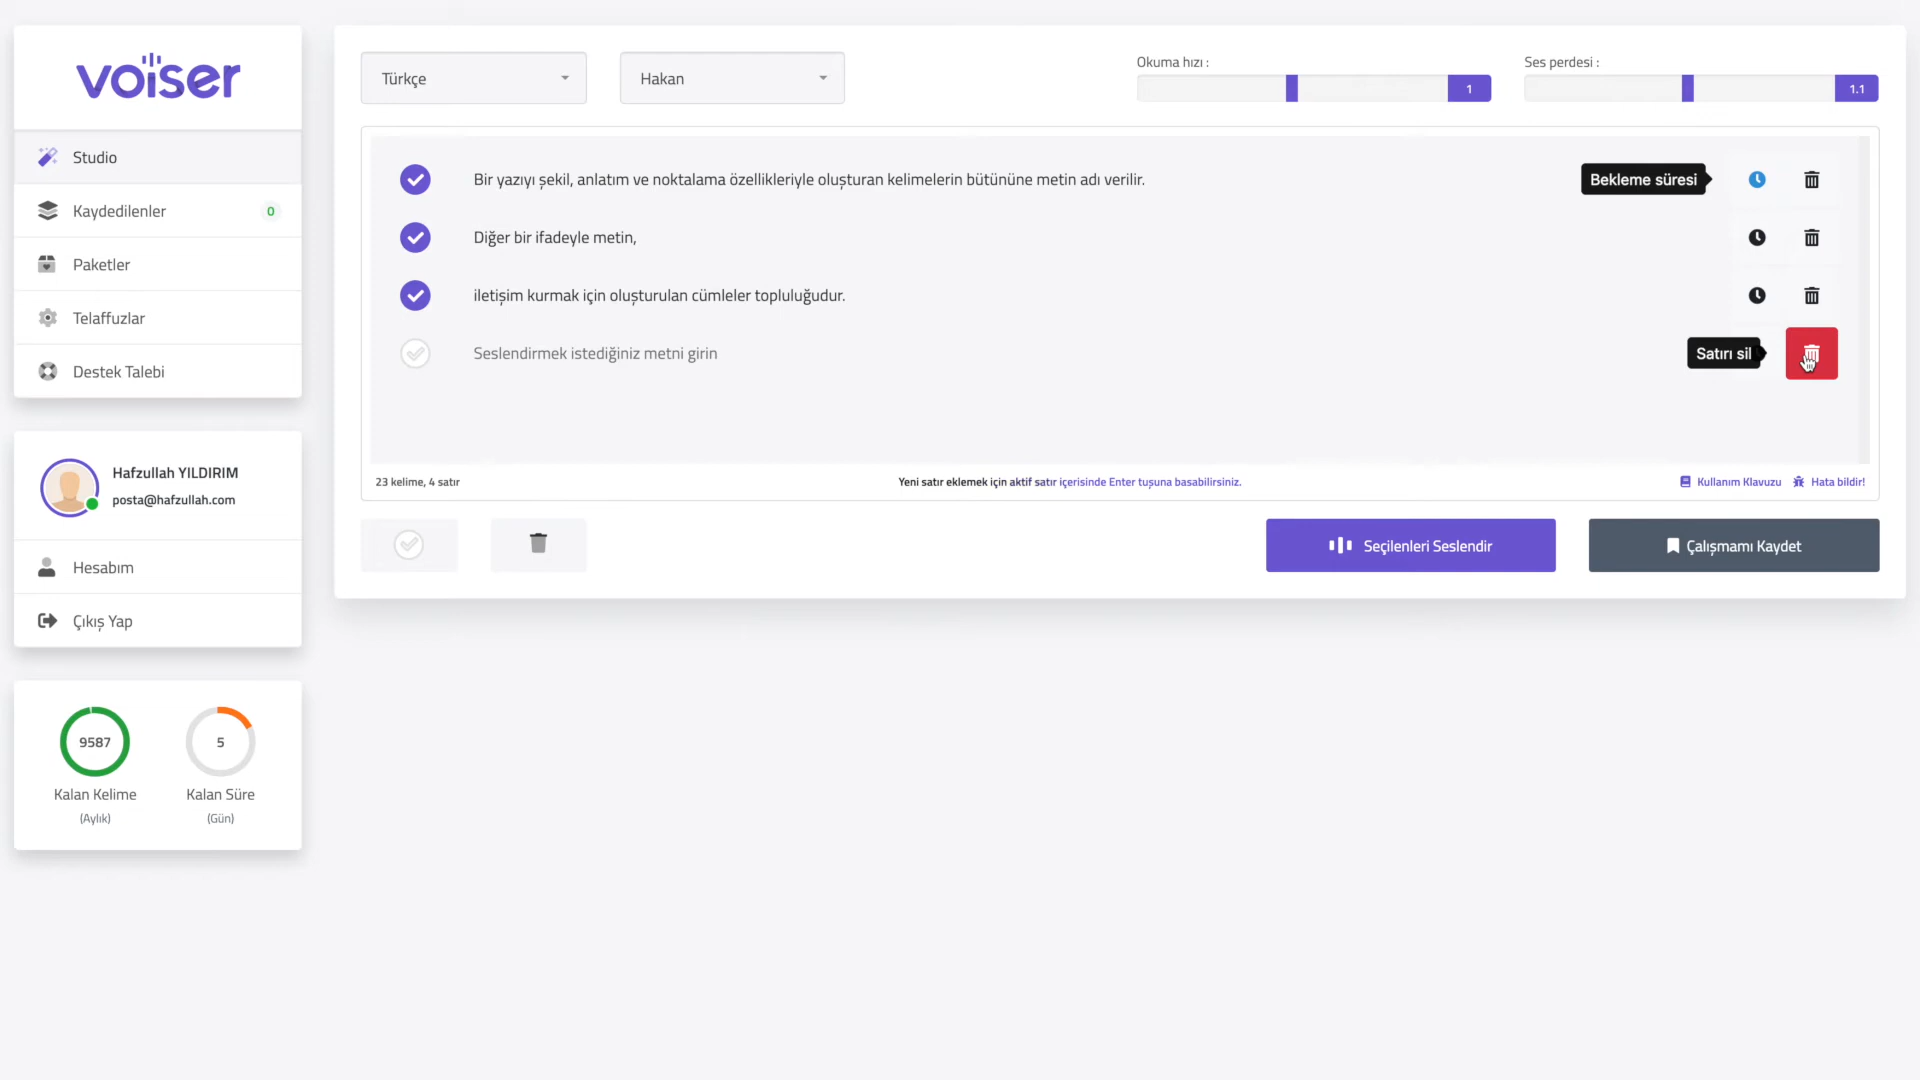 voiser
Studio
Kaydedilenler 0
Paketler
Telaffuzlar
Destek Talebi
Hafzullah YILDIRIM
posta@hafzullah.com
Hesabım
Çıkış Yap
9587
Kalan Kelime
(Aylık)
5
Kalan Süre
(Gün)
Türkçe
Hakan
Okuma hızı :
1
Ses perdesi :
1.1
Bir yazıyı şekil, anlatım ve noktalama özellikleriyle oluşturan kelimelerin bütününe metin adı verilir.
Bekleme süresi
Diğer bir ifadeyle metin,
iletişim kurmak için oluşturulan cümleler topluluğudur.
Seslendirmek istediğiniz metni girin
Satırı sil
23 kelime, 4 satır
Yeni satır eklemek için aktif satır içerisinde Enter tuşuna basabilirsiniz.
Kullanım Klavuzu
Hata bildir!
Seçilenleri Seslendir
Çalışmamı Kaydet